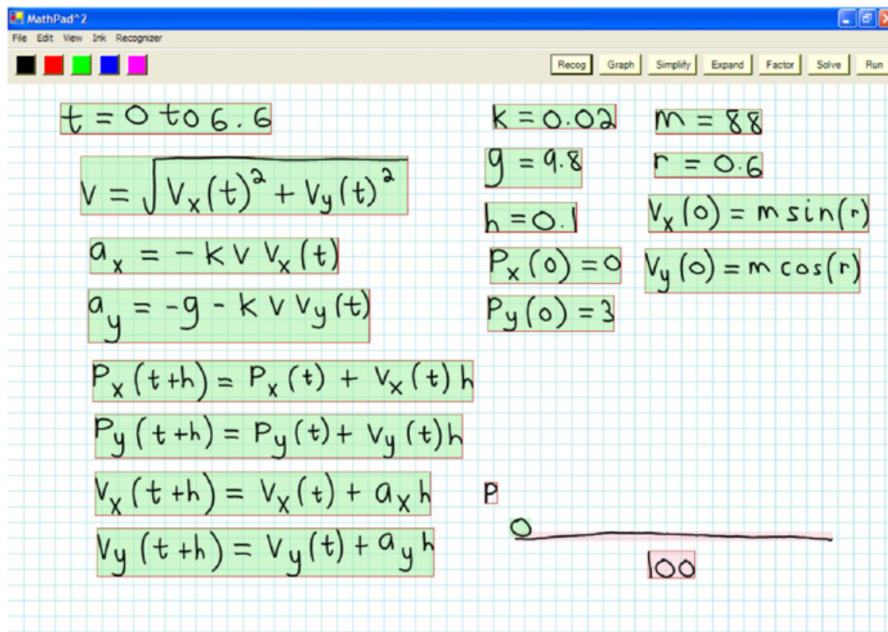 MathPad^2
File Edit View Ink Recognizer
Recog Graph Simplify Expand Factor Solve Run
t = 0 to 6.6
v = √(Vx(t)² + Vy(t)²)
ax = - k v Vx(t)
ay = -g - k v Vy(t)
Px(t+h) = Px(t) + Vx(t)h
Py(t+h) = Py(t) + Vy(t)h
Vx(t+h) = Vx(t) + axh
Vy(t+h) = Vy(t) + ayh
k = 0.02
g = 9.8
h = 0.1
Px(0) = 0
Py(0) = 3
m = 88
r = 0.6
Vx(0) = m sin(r)
Vy(0) = m cos(r)
P
100